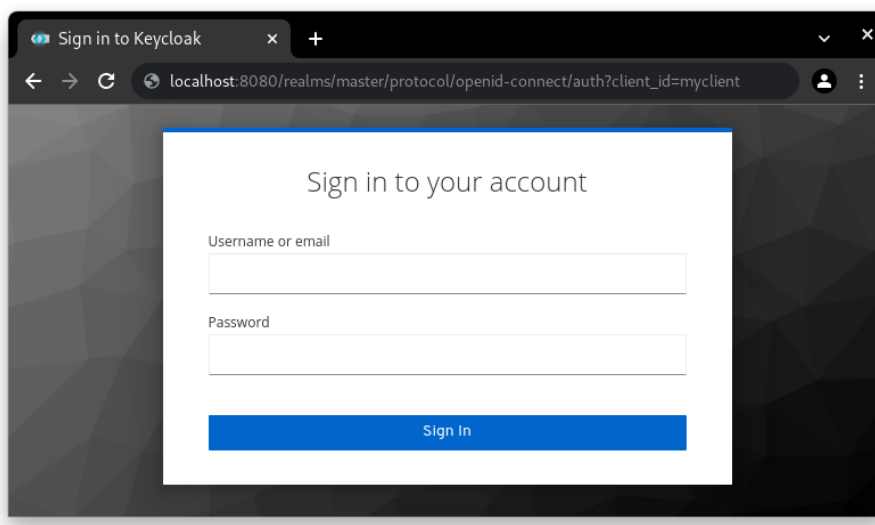 Sign in to Keycloak
localhost:8080/realms/master/protocol/openid-connect/auth?client_id=myclient
Sign in to your account
Username or email
Password
Sign In